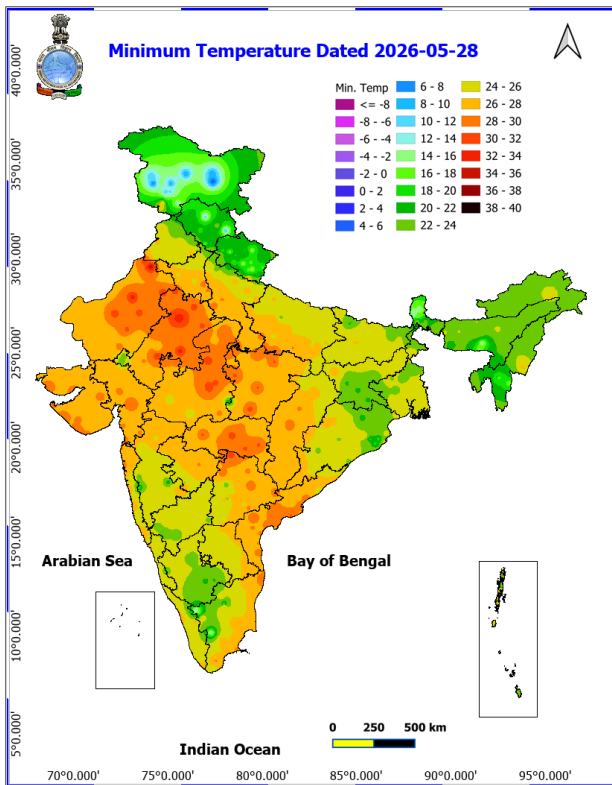 Minimum Temperature Dated 2026-05-28
Min. Temp
<= -8
-8 - -6
-6 - -4
-4 - -2
-2 - 0
0 - 2
2 - 4
4 - 6
6 - 8
8 - 10
10 - 12
12 - 14
14 - 16
16 - 18
18 - 20
20 - 22
22 - 24
24 - 26
26 - 28
28 - 30
30 - 32
32 - 34
34 - 36
36 - 38
38 - 40
40°0.000'
35°0.000'
30°0.000'
25°0.000'
20°0.000'
15°0.000'
10°0.000'
5°0.000'
Arabian Sea
Bay of Bengal
0 250 500 km
Indian Ocean
70°0.000' 75°0.000' 80°0.000' 85°0.000' 90°0.000' 95°0.000'